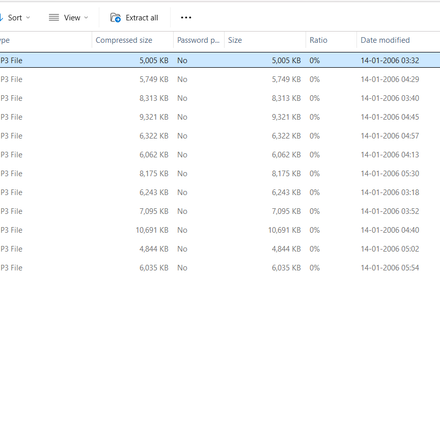 Sort View Extract all ...
ype Compressed size Password p... Size Ratio Date modified
P3 File 5,005 KB No 5,005 KB 0% 14-01-2006 03:32
P3 File 5,749 KB No 5,749 KB 0% 14-01-2006 04:29
P3 File 8,313 KB No 8,313 KB 0% 14-01-2006 03:40
P3 File 9,321 KB No 9,321 KB 0% 14-01-2006 04:45
P3 File 6,322 KB No 6,322 KB 0% 14-01-2006 04:57
P3 File 6,062 KB No 6,062 KB 0% 14-01-2006 04:13
P3 File 8,175 KB No 8,175 KB 0% 14-01-2006 05:30
P3 File 6,243 KB No 6,243 KB 0% 14-01-2006 03:18
P3 File 7,095 KB No 7,095 KB 0% 14-01-2006 03:52
P3 File 10,691 KB No 10,691 KB 0% 14-01-2006 04:40
P3 File 4,844 KB No 4,844 KB 0% 14-01-2006 05:02
P3 File 6,035 KB No 6,035 KB 0% 14-01-2006 05:54